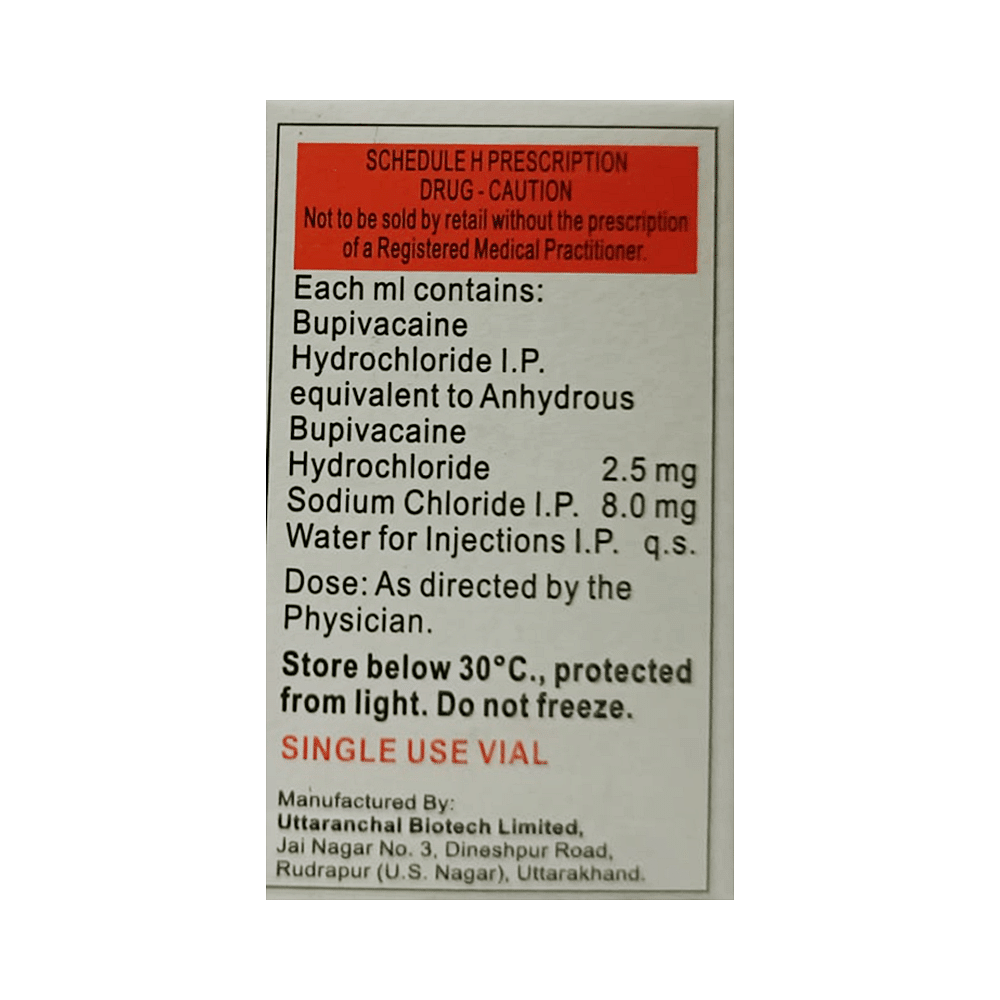 SCHEDULE H PRESCRIPTION
DRUG - CAUTION
Not to be sold by retail without the prescription
of a Registered Medical Practitioner.
Each ml contains:
Bupivacaine
Hydrochloride I.P.
equivalent to Anhydrous
Bupivacaine
Hydrochloride 2.5 mg
Sodium Chloride I.P. 8.0 mg
Water for Injections I.P. q.s.
Dose: As directed by the
Physician.
Store below 30°C., protected
from light. Do not freeze.
SINGLE USE VIAL
Manufactured By:
Uttaranchal Biotech Limited,
Jai Nagar No. 3, Dineshpur Road,
Rudrapur (U.S. Nagar), Uttarakhand.